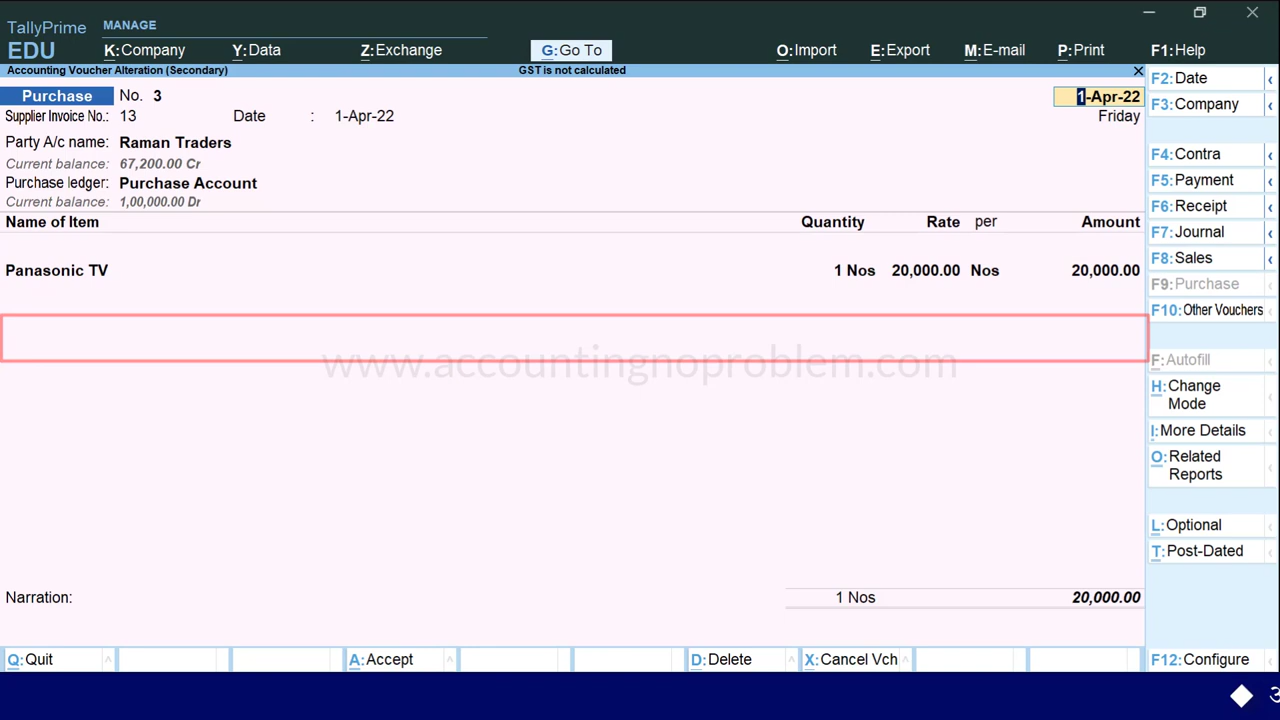 TallyPrime MANAGE
EDU K:Company Y:Data Z:Exchange G:Go To O:Import E:Export M:E-mail P:Print F1:Help
Accounting Voucher Alteration (Secondary) GST is not calculated
F2:Date
Purchase No. 3 1-Apr-22
F3:Company
Supplier Invoice No.: 13 Date : 1-Apr-22 Friday
Party A/c name: Raman Traders
F4:Contra
Current balance: 67,200.00 Cr
Purchase ledger: Purchase Account
F5:Payment
Current balance: 1,00,000.00 Dr
F6:Receipt
Name of Item Quantity Rate per Amount
F7:Journal
F8:Sales
Panasonic TV 1 Nos 20,000.00 Nos 20,000.00
F9:Purchase
F10:Other Vouchers
www.accountingnoproblem.com
F:Autofill
H:Change
Mode
I:More Details
O:Related
Reports
L:Optional
T:Post-Dated
Narration: 1 Nos 20,000.00
Q:Quit A:Accept D:Delete X:Cancel Vch F12:Configure